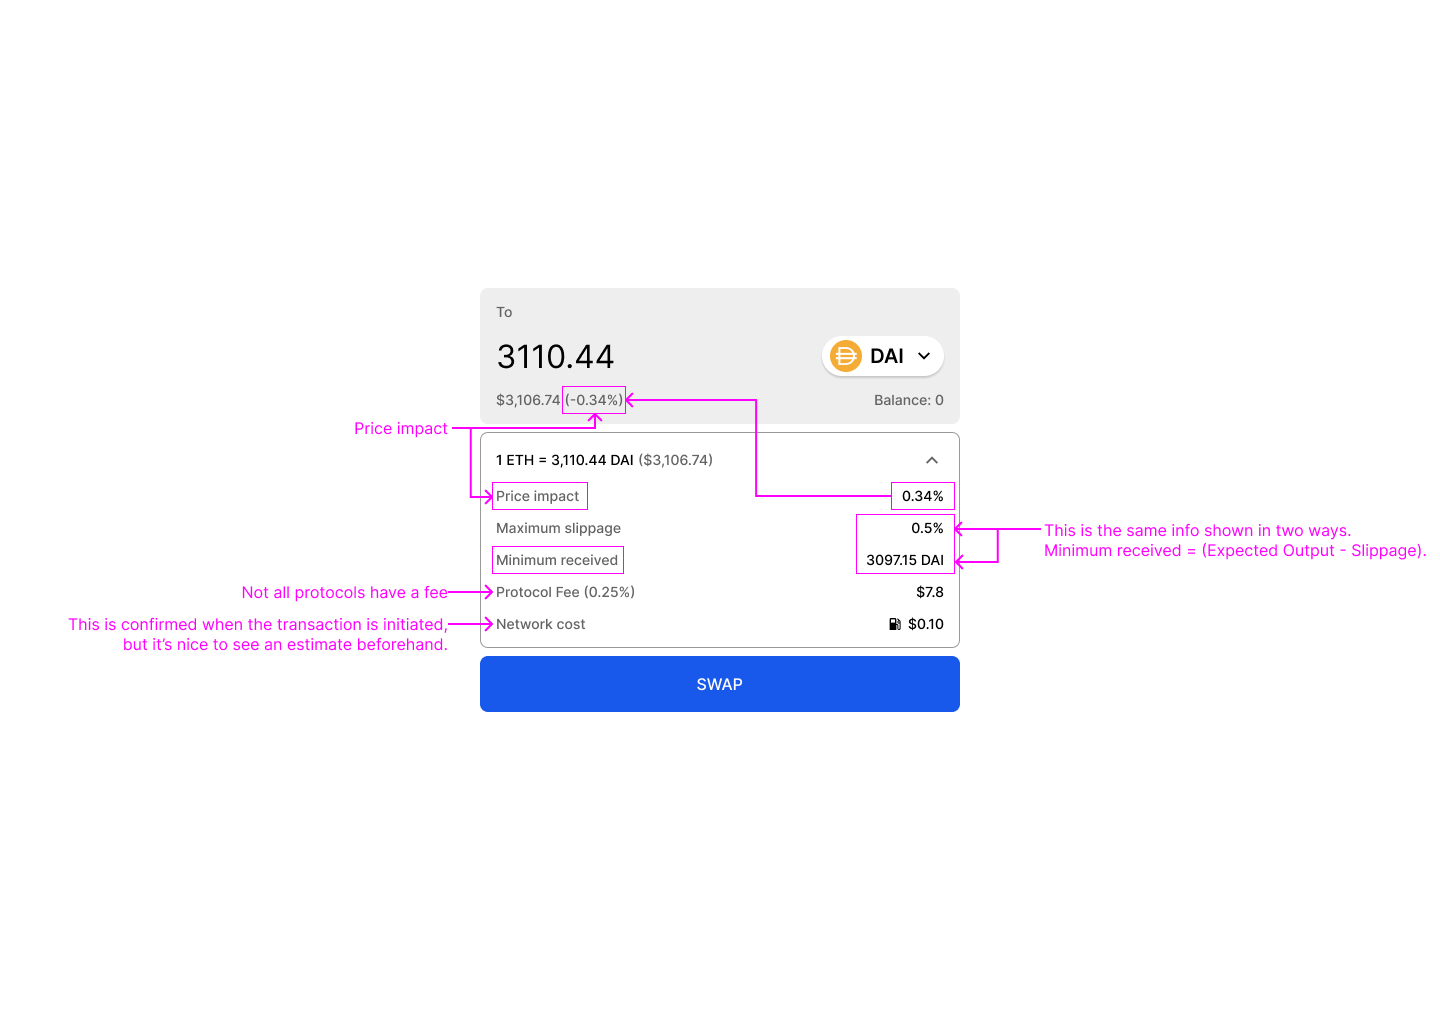 To
3110.44
DAI
$3,106.74 (-0.34%)
Balance: 0
Price impact
1 ETH = 3,110.44 DAI ($3,106.74)
Price impact
0.34%
Maximum slippage
0.5%
This is the same info shown in two ways.
Minimum received = (Expected Output - Slippage).
Minimum received
3097.15 DAI
Not all protocols have a fee
Protocol Fee (0.25%)
$7.8
This is confirmed when the transaction is initiated,
but it’s nice to see an estimate beforehand.
Network cost
$0.10
SWAP